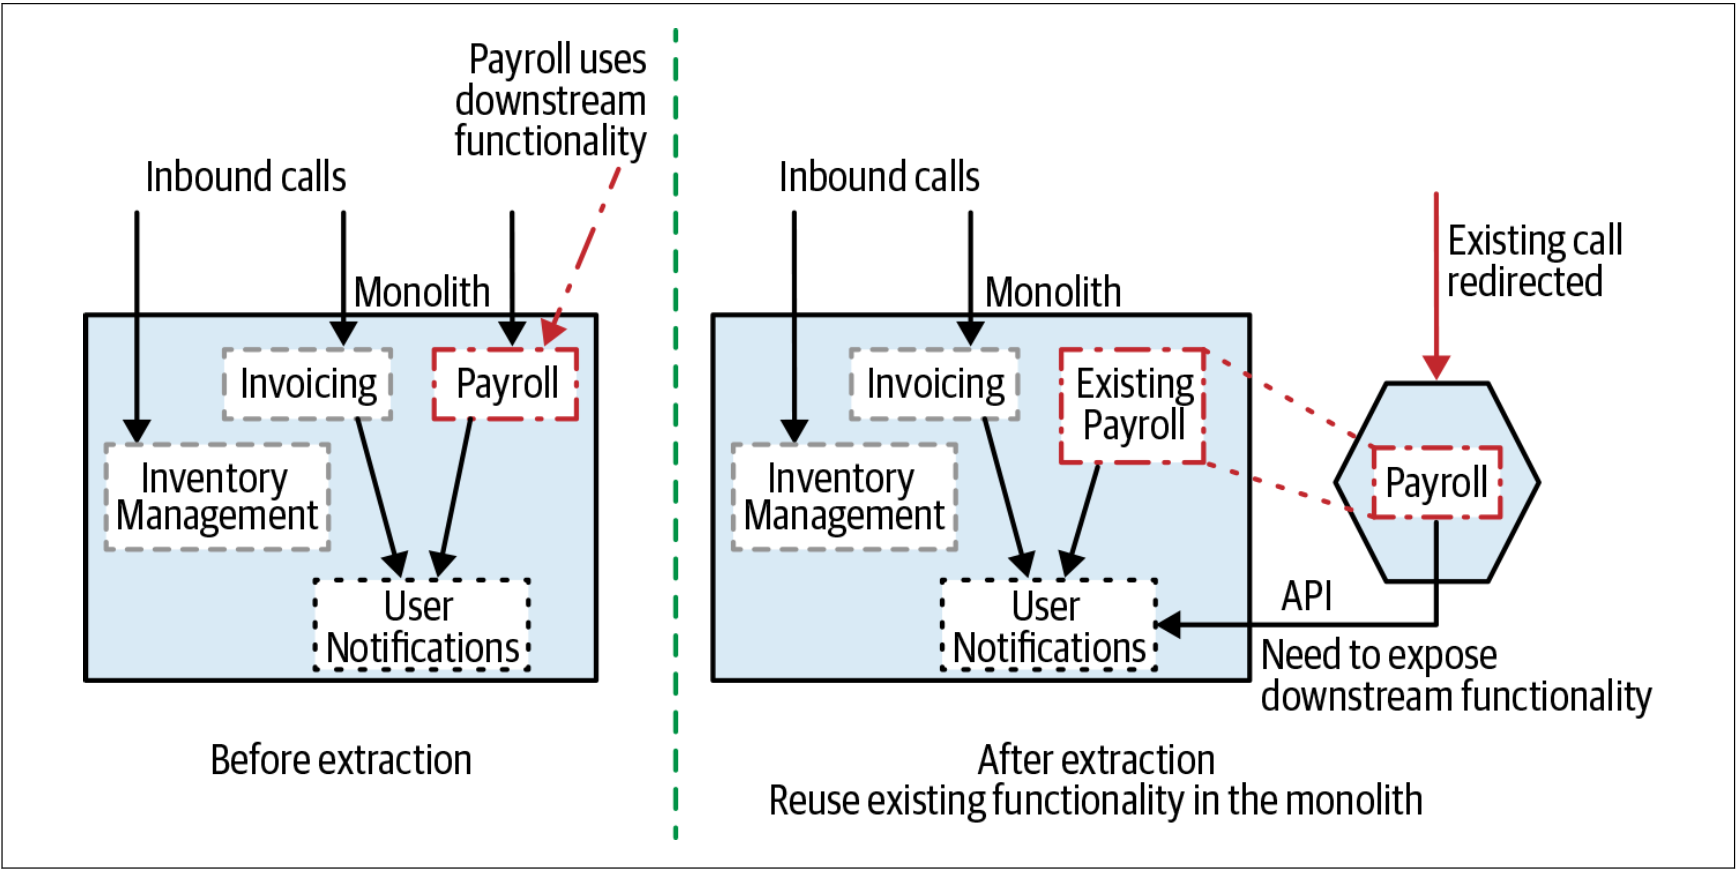 Payroll uses
downstream
functionality
Inbound calls
Monolith
Invoicing
Payroll
Inventory
Management
User
Notifications
Before extraction
Inbound calls
Monolith
Existing call
redirected
Invoicing
Existing
Payroll
Inventory
Management
Payroll
User
Notifications
API
Need to expose
downstream functionality
After extraction
Reuse existing functionality in the monolith